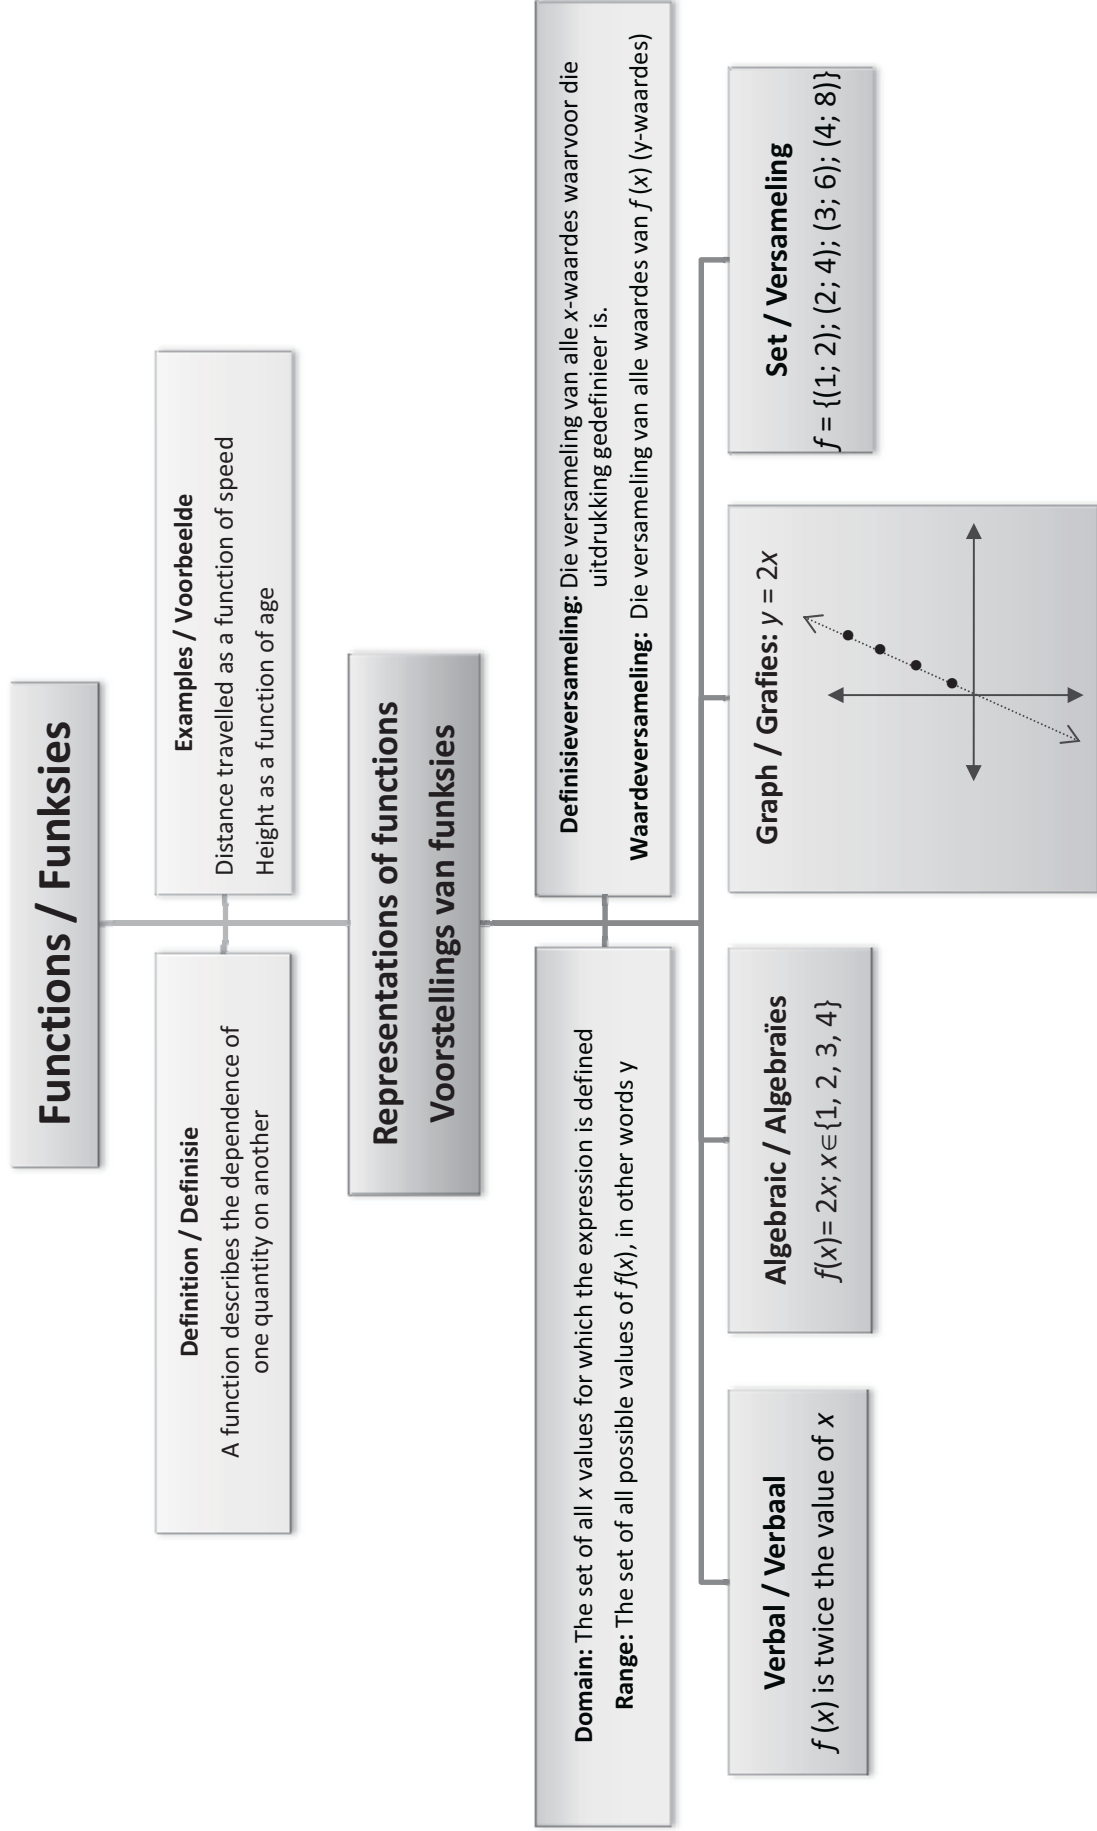 Functions / Funksies
Definition / Definisie
A function describes the dependence of
one quantity on another
Examples / Voorbeelde
Distance travelled as a function of speed
Height as a function of age
Representations of functions
Voorstellings van funksies
Domain: The set of all x values for which the expression is defined
Range: The set of all possible values of f(x), in other words y
Definisieversameling: Die versameling van alle x-waardes waarvoor die
uitdrukking gedefinieer is.
Waardeversameling: Die versameling van alle waardes van f (x) (y-waardes)
Verbal / Verbaal
f (x) is twice the value of x
Algebraic / Algebraïes
f(x)= 2x; x∈{1, 2, 3, 4}
Graph / Grafies: y = 2x
Set / Versameling
f = {(1; 2); (2; 4); (3; 6); (4; 8)}